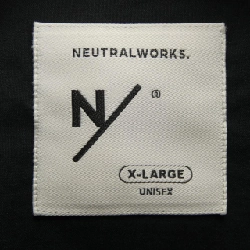 NEUTRALWORKS.
N/
X-LARGE
UNISEX